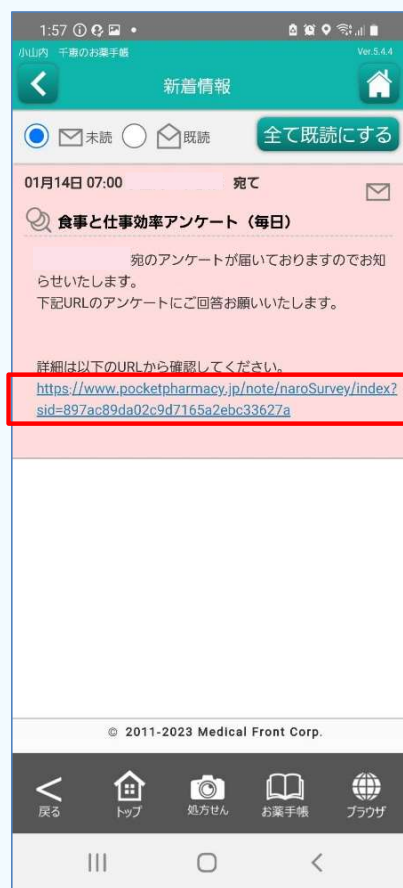 1:57
小山内 千恵のお薬手帳
Ver.5.4.4
新着情報
未読 既読 全て既読にする
01月14日 07:00 宛て
食事と仕事効率アンケート（毎日）
宛のアンケートが届いておりますのでお知
らせいたします。
下記URLのアンケートにご回答お願いいたします。
詳細は以下のURLから確認してください。
https://www.pocketpharmacy.jp/note/naroSurvey/index?
sid=897ac89da02c9d7165a2ebc33627a
© 2011-2023 Medical Front Corp.
戻る トップ 処方せん お薬手帳 ブラウザ